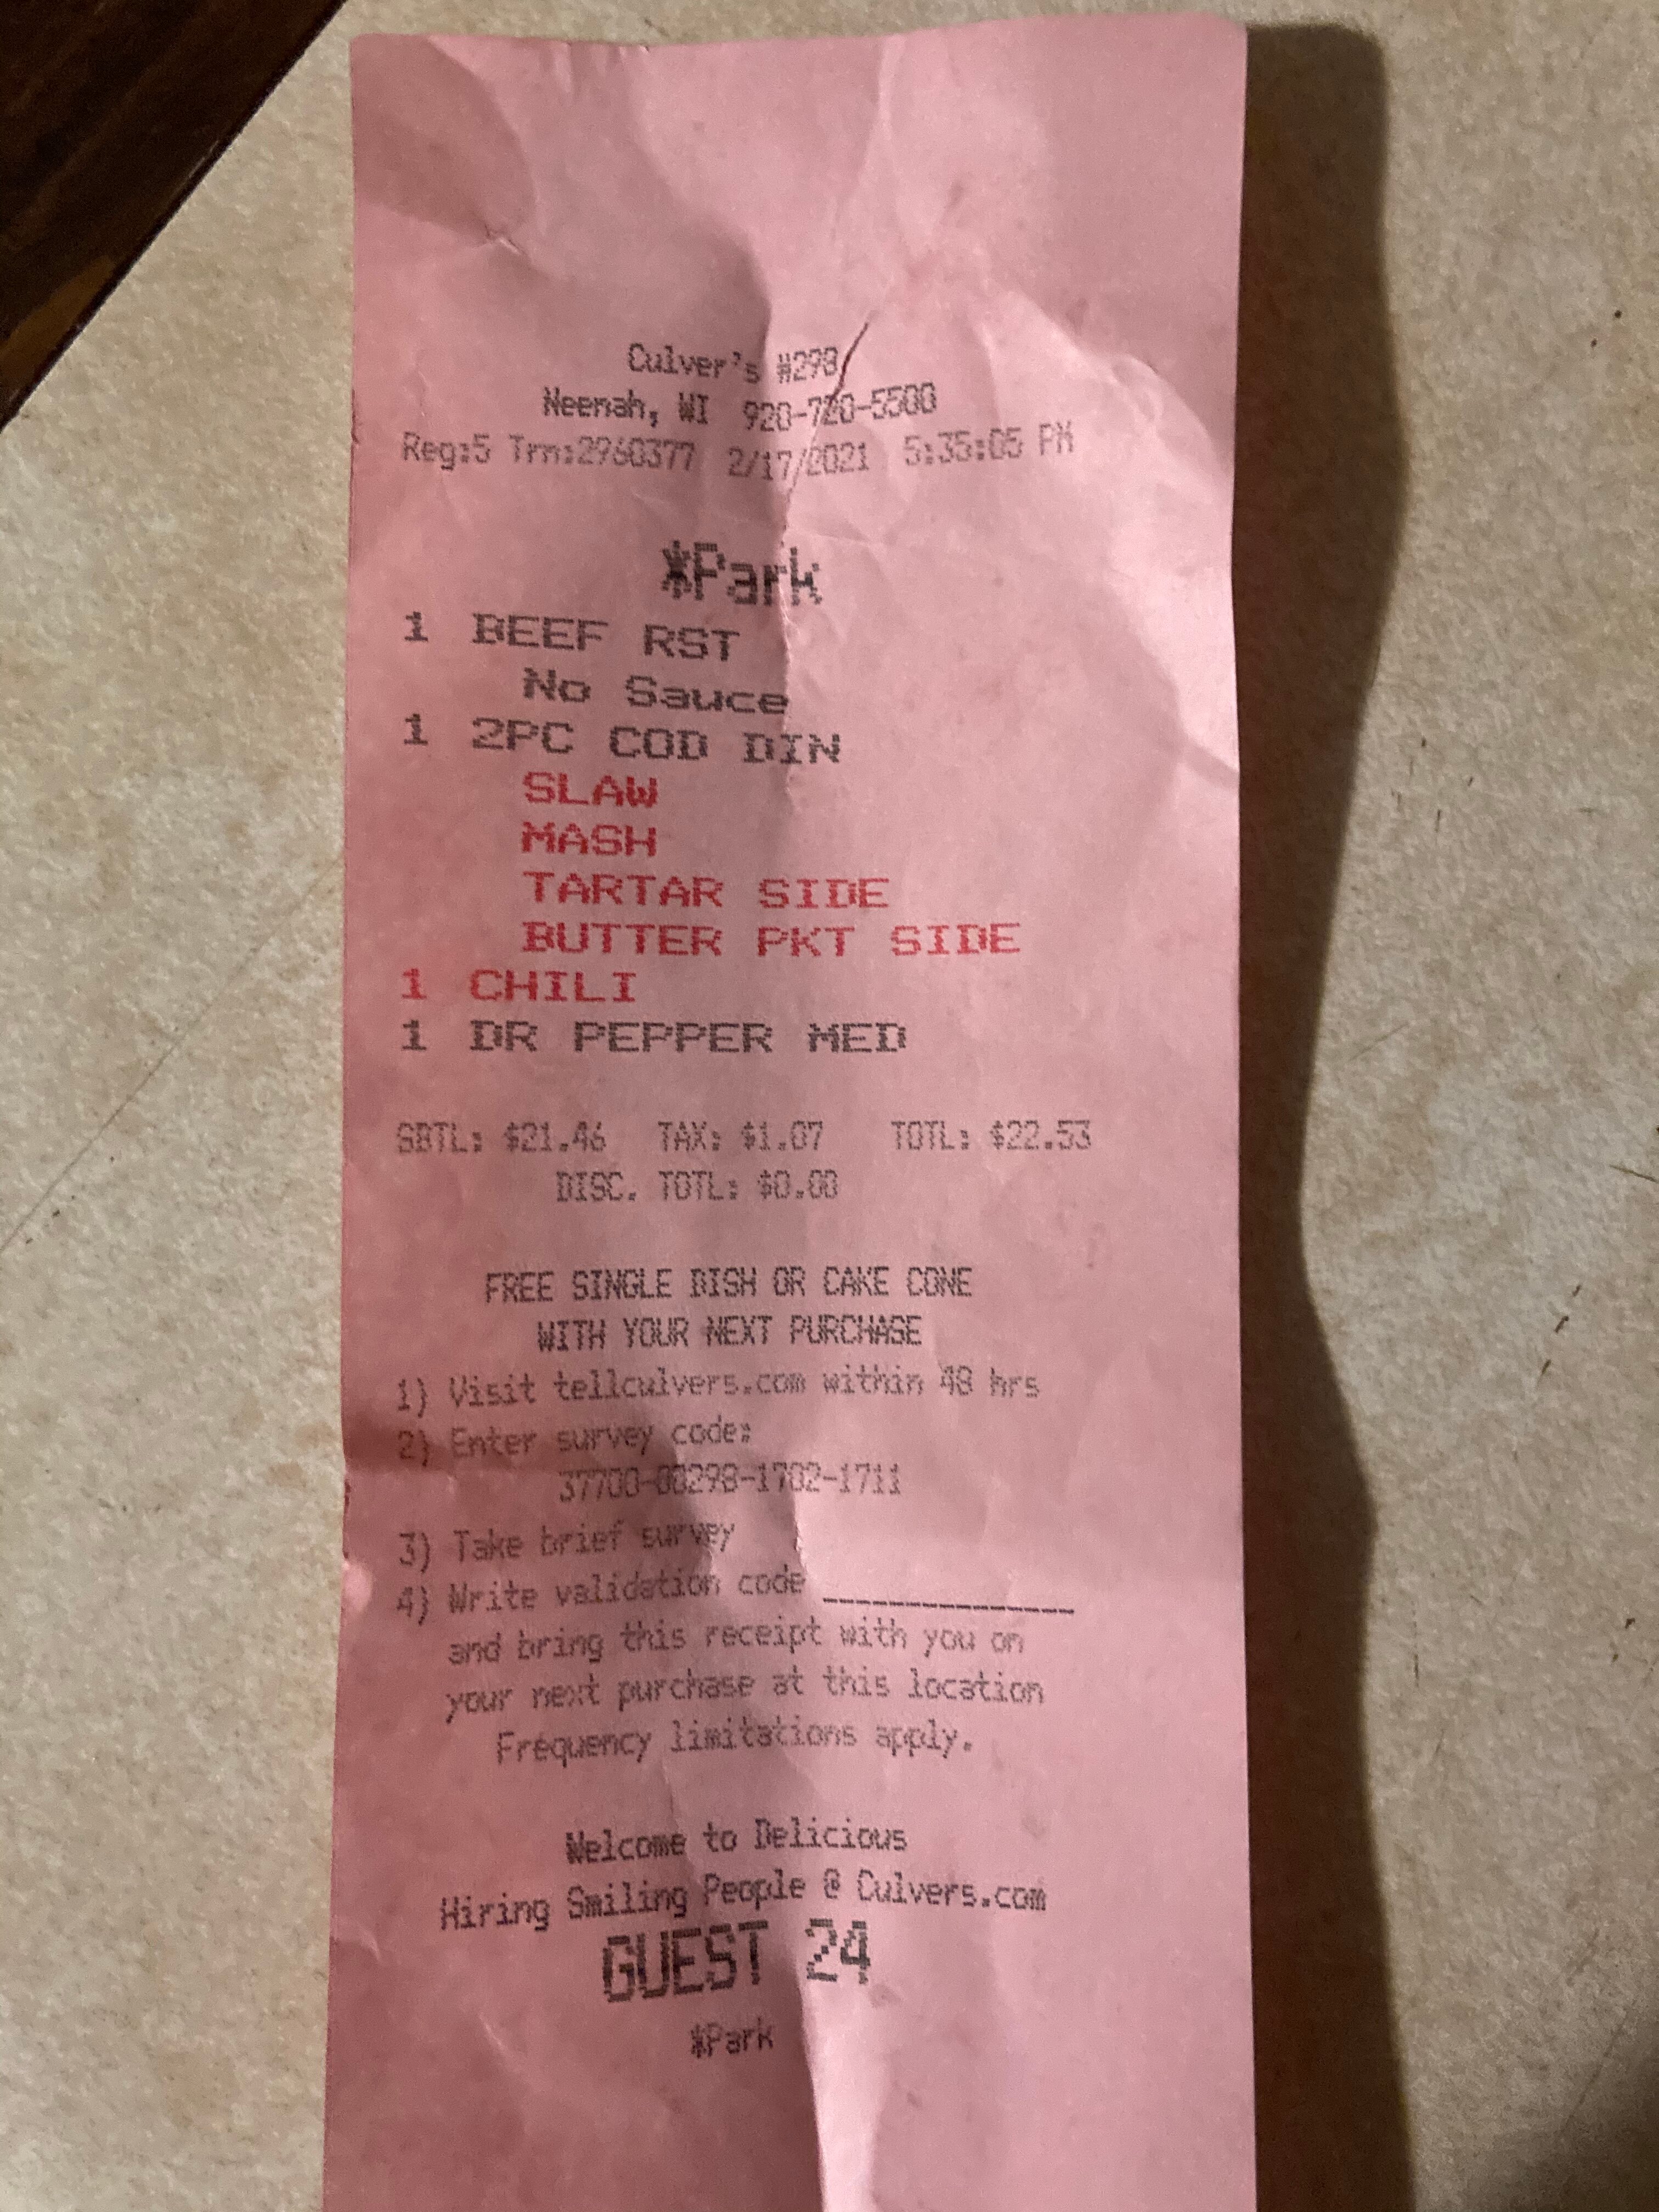 Culver's #298
Neenah, WI 920-720-5500
Reg:5 Trn:2960377 2/17/2021 5:35:05 PM
*Park
1 BEEF RST
No Sauce
1 2PC COD DIN
SLAW
MASH
TARTAR SIDE
BUTTER PKT SIDE
1 CHILI
1 DR PEPPER MED
SBTL: $21.46 TAX: $1.07 TOTL: $22.53
DISC. TOTL: $0.00
FREE SINGLE DISH OR CAKE CONE
WITH YOUR NEXT PURCHASE
1) Visit tellculvers.com within 48 hrs
2) Enter survey code:
37700-00298-1702-1711
3) Take brief survey
4) Write validation code ______________
and bring this receipt with you on
your next purchase at this location
Frequency limitations apply.
Welcome to Delicious
Hiring Smiling People @ Culvers.com
GUEST 24
*Park